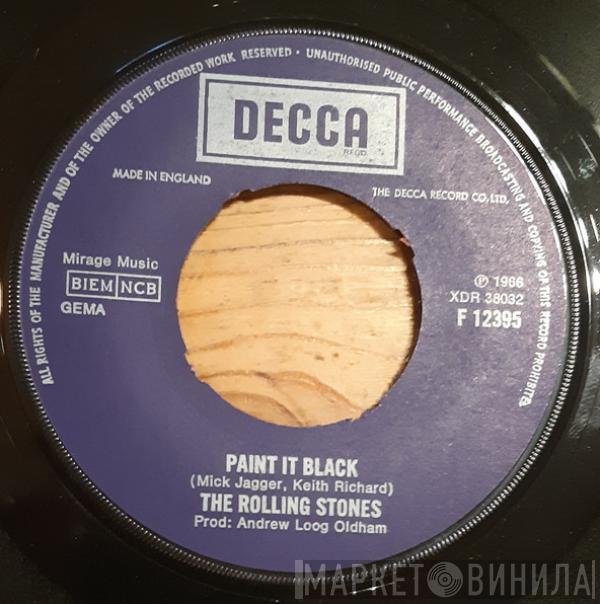 ALL RIGHTS OF THE MANUFACTURER AND OF THE OWNER OF THE RECORDED WORK RESERVED · UNAUTHORISED PUBLIC PERFORMANCE BROADCASTING AND COPYING OF THIS RECORD PROHIBITED
DECCA
REGD.
MADE IN ENGLAND
THE DECCA RECORD CO, LTD,
Mirage Music
BIEM NCB
GEMA
℗ 1966
XDR 38032
F 12395
PAINT IT BLACK
(Mick Jagger, Keith Richard)
THE ROLLING STONES
Prod: Andrew Loog Oldham
МАРКЕТ ВИНИЛА